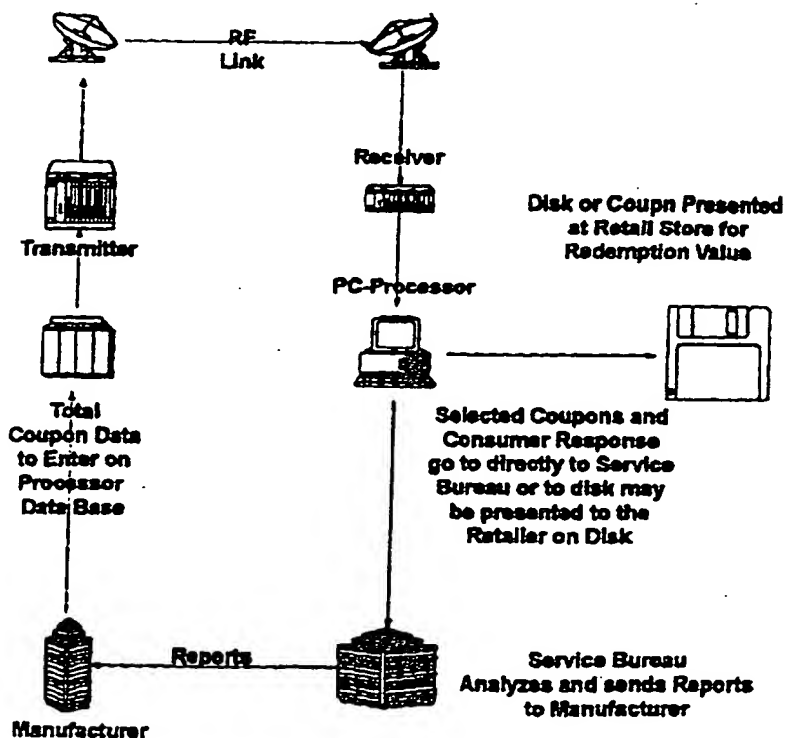 RF
Link
Receiver
Transmitter
Disk or Coupn Presented
at Retail Store for
Redemption Value
PC-Processor
Total
Coupon Data
to Enter on
Processor
Data Base
Selected Coupons and
Consumer Response
go to directly to Service
Bureau or to disk may
be presented to the
Retailer on Disk
Reports
Manufacturer
Service Bureau
Analyzes and sends Reports
to Manufacturer